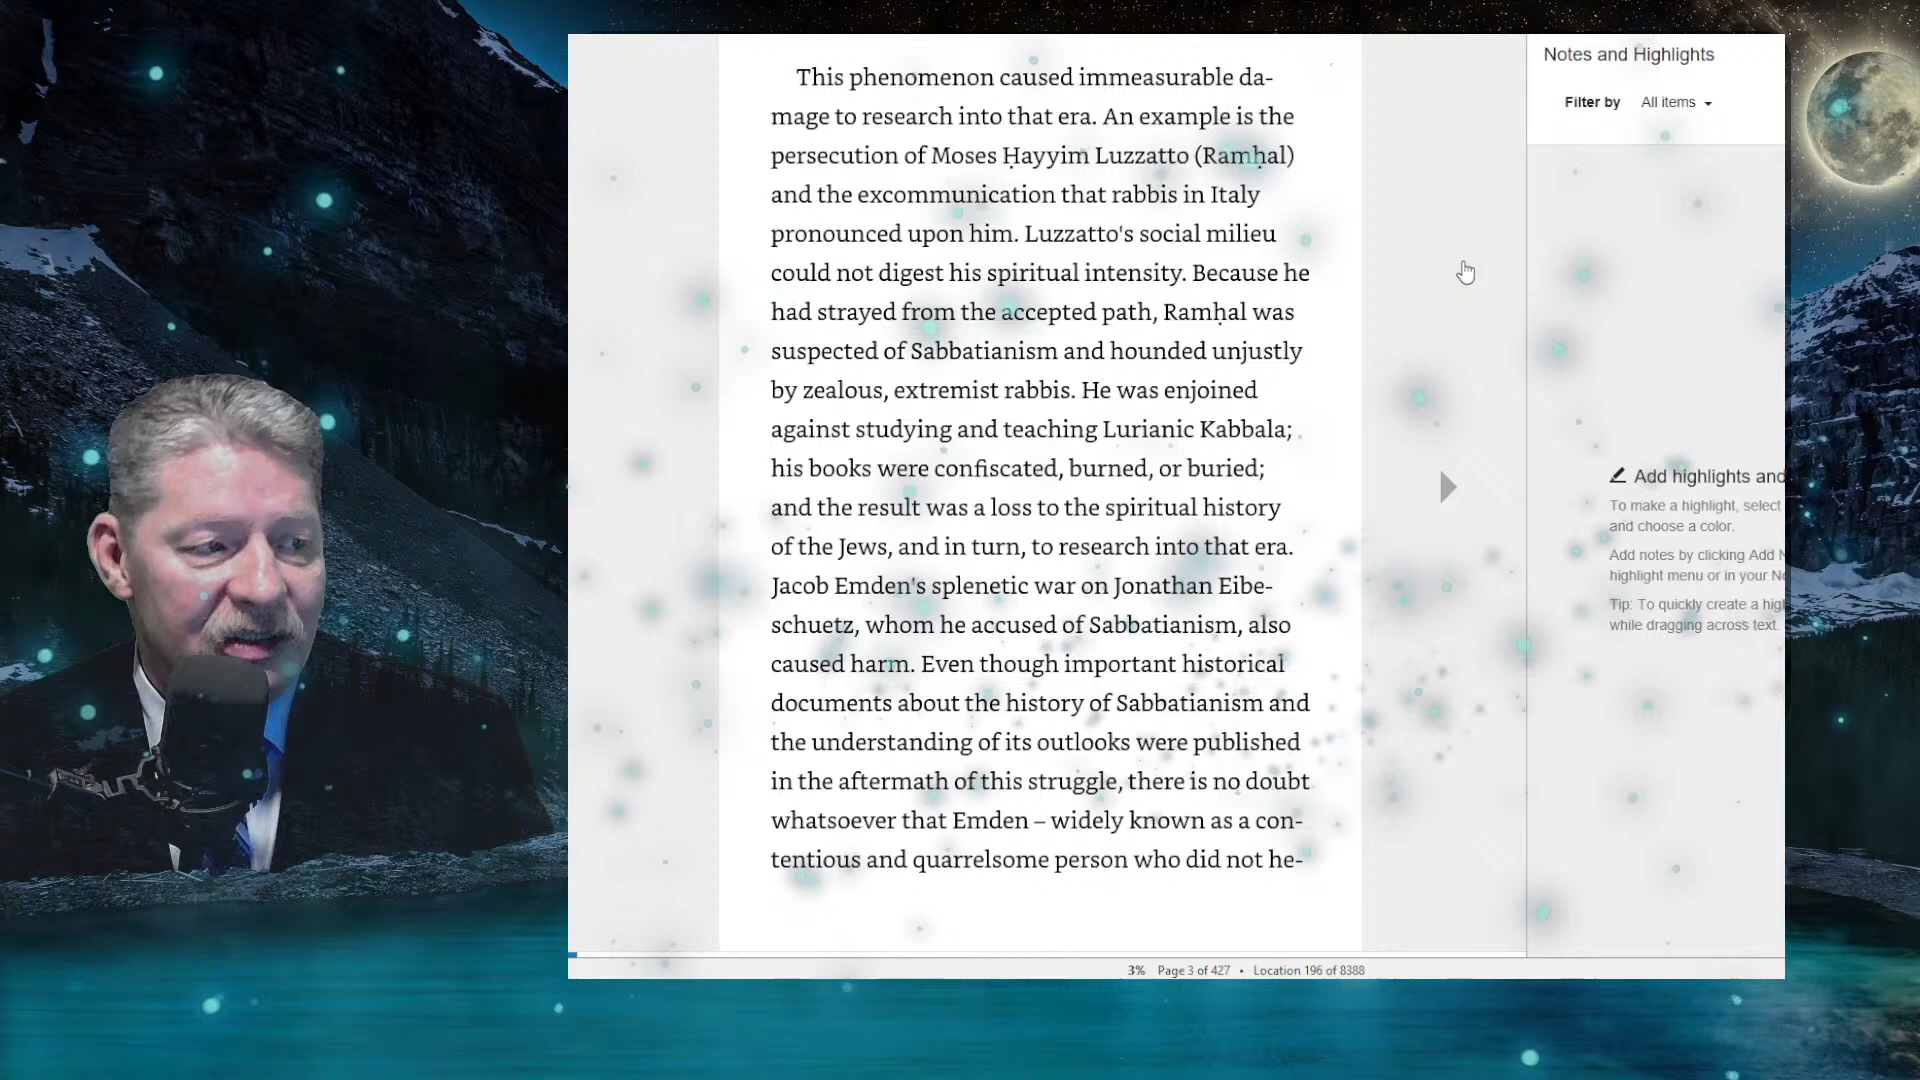 This phenomenon caused immeasurable da-
mage to research into that era. An example is the
persecution of Moses Ḥayyim Luzzatto (Ramḥal)
and the excommunication that rabbis in Italy
pronounced upon him. Luzzatto's social milieu
could not digest his spiritual intensity. Because he
had strayed from the accepted path, Ramḥal was
suspected of Sabbatianism and hounded unjustly
by zealous, extremist rabbis. He was enjoined
against studying and teaching Lurianic Kabbala;
his books were confiscated, burned, or buried;
and the result was a loss to the spiritual history
of the Jews, and in turn, to research into that era.
Jacob Emden's splenetic war on Jonathan Eibe-
schuetz, whom he accused of Sabbatianism, also
caused harm. Even though important historical
documents about the history of Sabbatianism and
the understanding of its outlooks were published
in the aftermath of this struggle, there is no doubt
whatsoever that Emden – widely known as a con-
tentious and quarrelsome person who did not he-
3% Page 3 of 427 • Location 196 of 8388
Notes and Highlights
Filter by All items
Add highlights and
To make a highlight, select
and choose a color.
Add notes by clicking Add N
highlight menu or in your No
Tip: To quickly create a hig
while dragging across text.